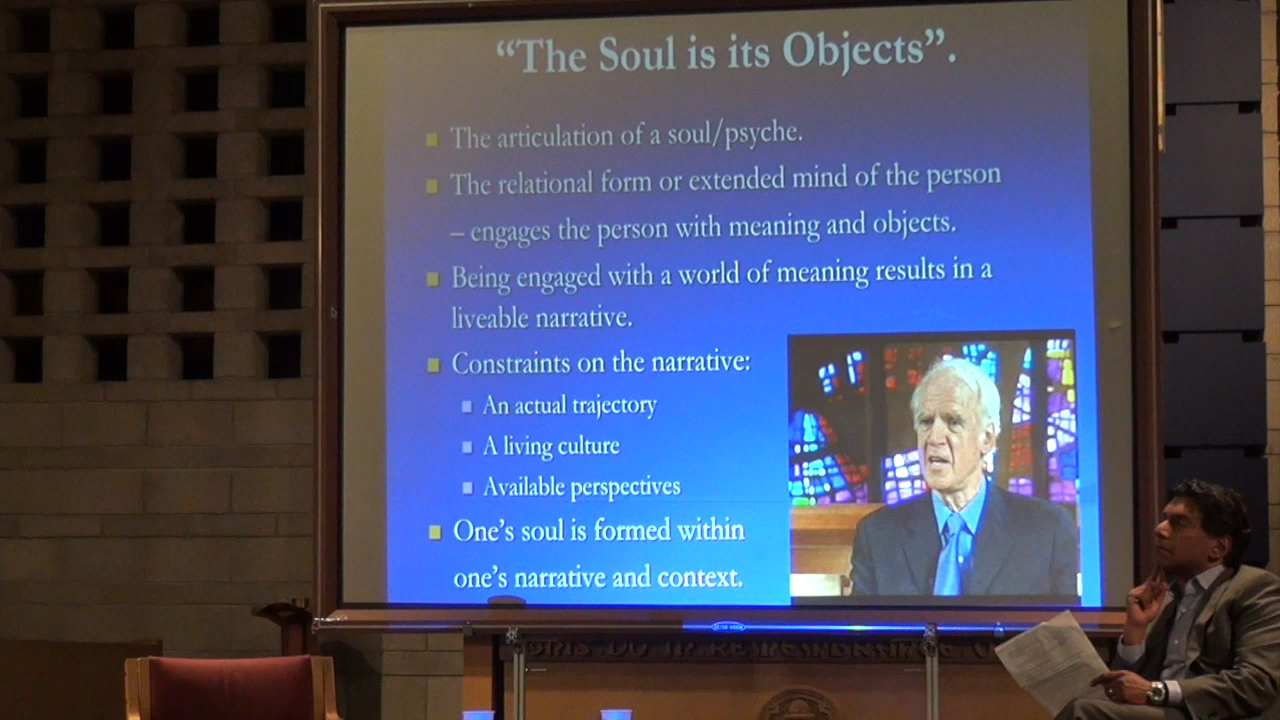 “The Soul is its Objects”.
The articulation of a soul/psyche.
The relational form or extended mind of the person
– engages the person with meaning and objects.
Being engaged with a world of meaning results in a
liveable narrative.
Constraints on the narrative:
An actual trajectory
A living culture
Available perspectives
One’s soul is formed within
one’s narrative and context.